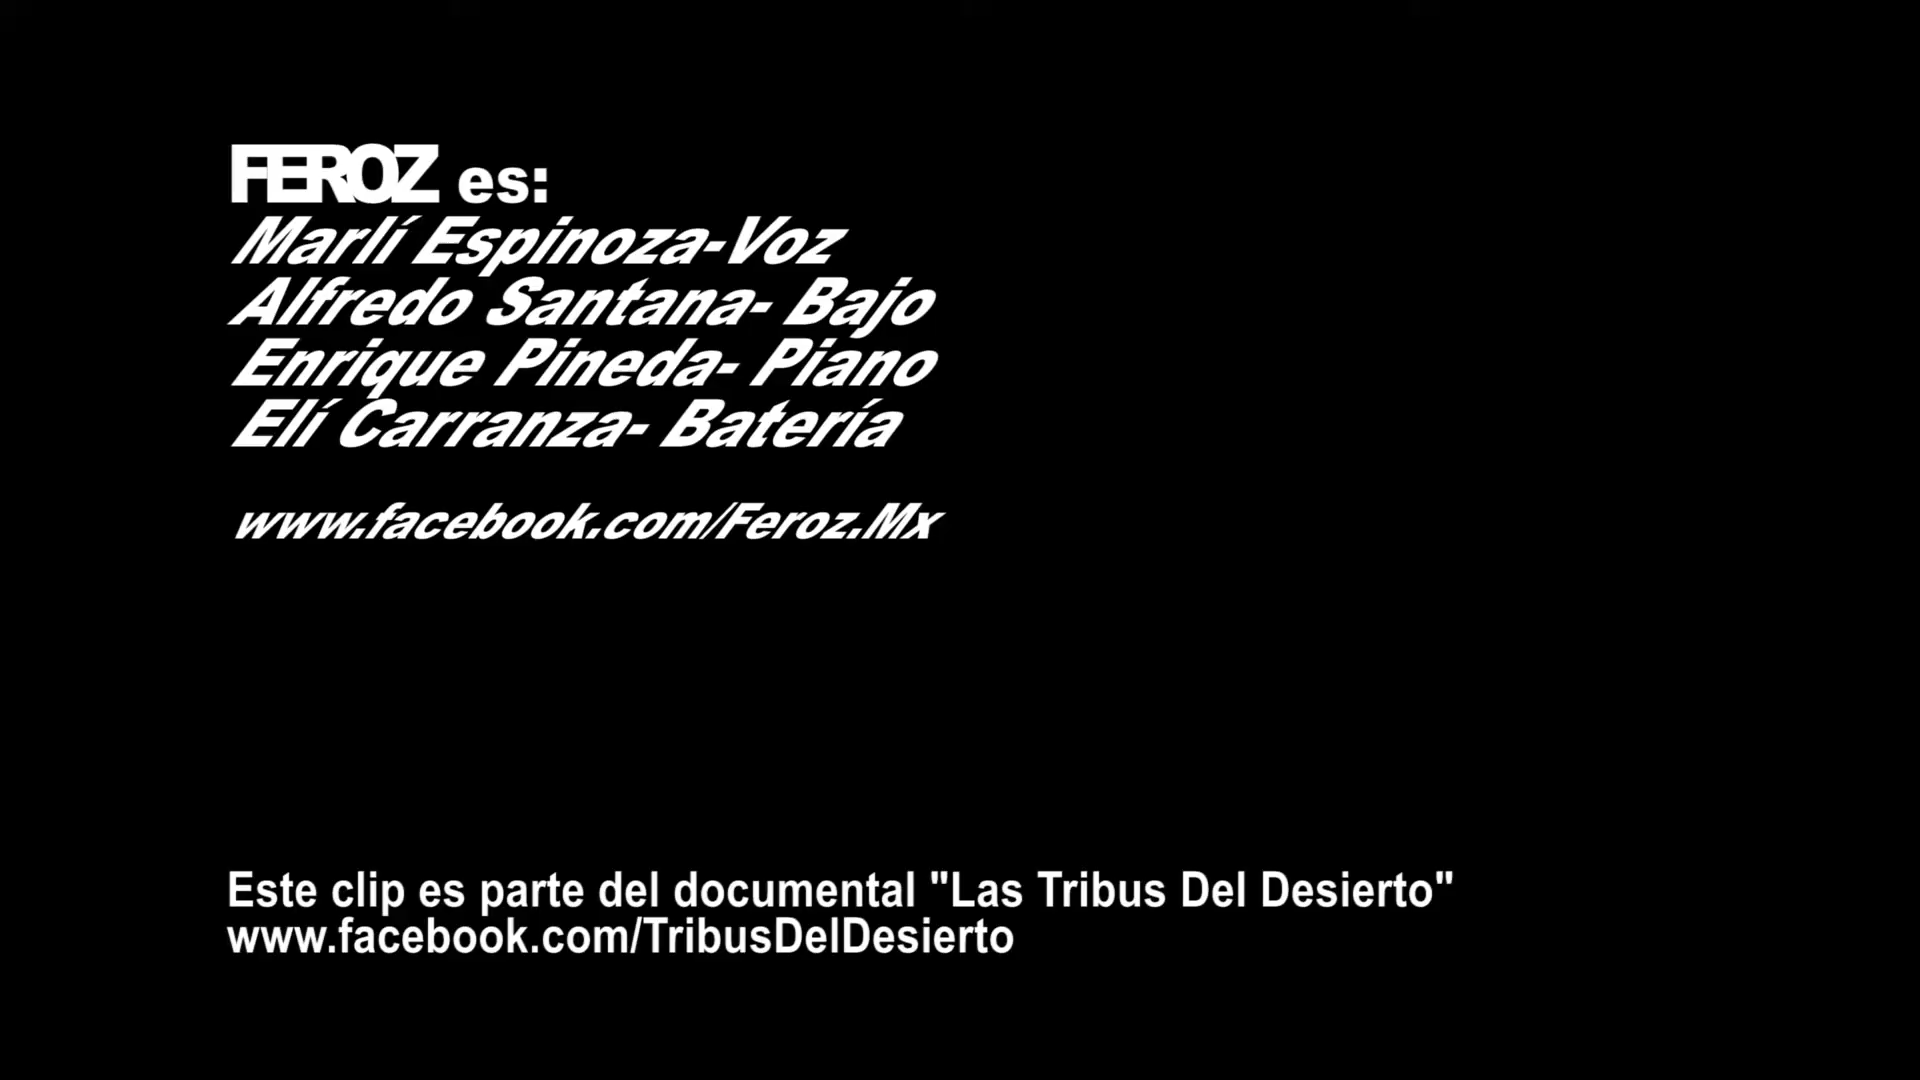 FEROZ es:
Marlí Espinoza-Voz
Alfredo Santana- Bajo
Enrique Pineda- Piano
Elí Carranza- Batería
www.facebook.com/Feroz.Mx
Este clip es parte del documental "Las Tribus Del Desierto"
www.facebook.com/TribusDelDesierto